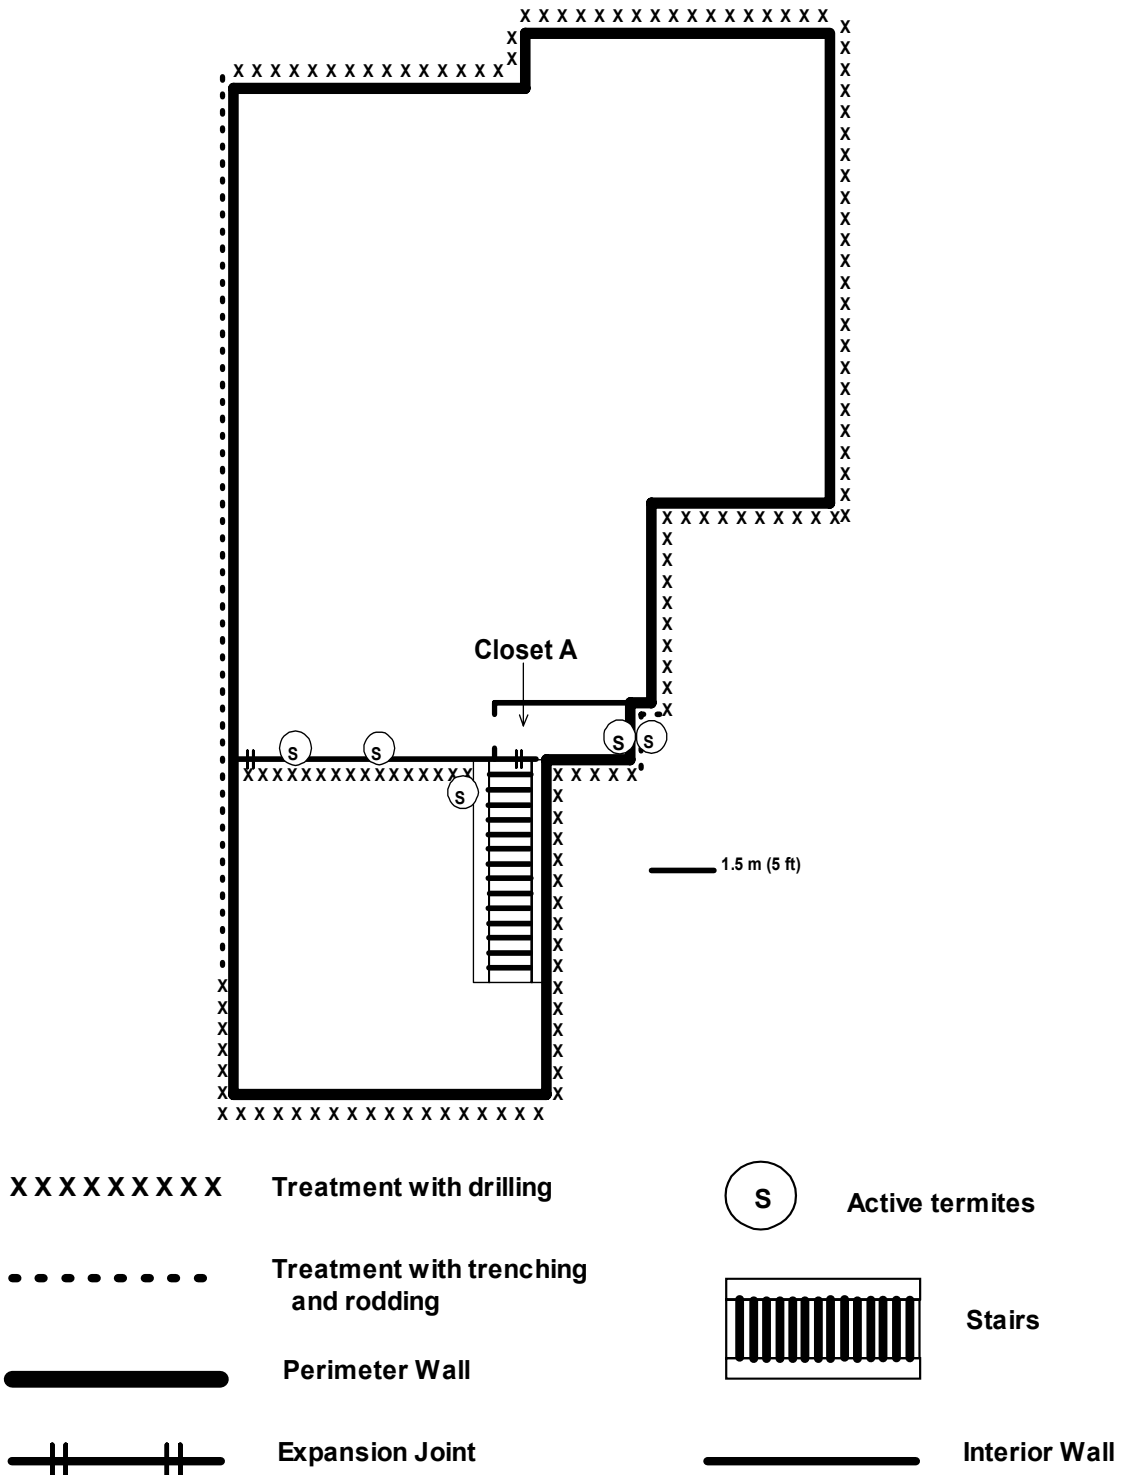 Closet A
S
S
S
S
S
1.5 m (5 ft)
X X X X X X X X X
Treatment with drilling
S
Active termites
Treatment with trenching
and rodding
Stairs
Perimeter Wall
Expansion Joint
Interior Wall